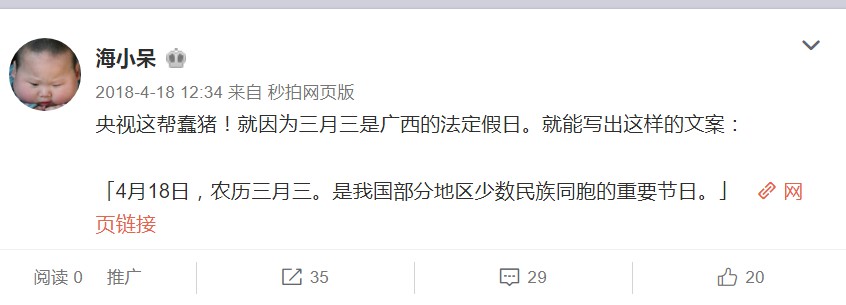 海小呆
2018-4-18 12:34 来自 秒拍网页版
央视这帮蠢猪！就因为三月三是广西的法定假日。就能写出这样的文案：
「4月18日，农历三月三。是我国部分地区少数民族同胞的重要节日。」 网
页链接
阅读 0 推广 35 29 20